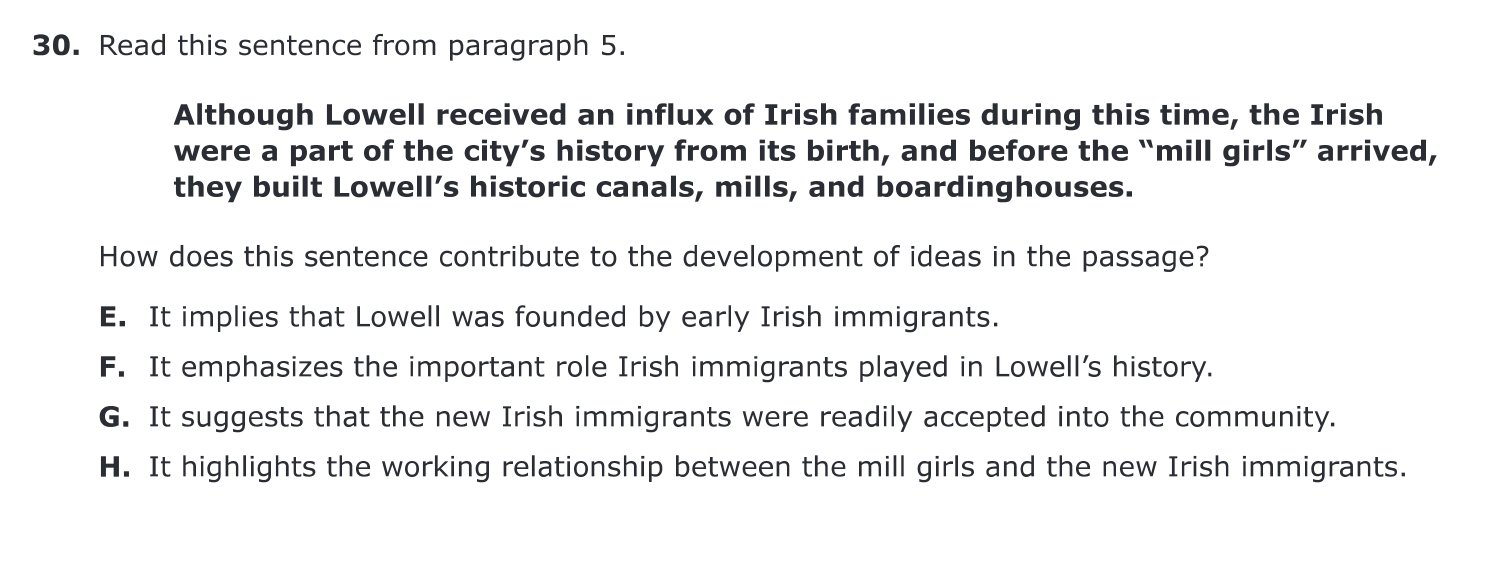 30. Read this sentence from paragraph 5.
Although Lowell received an influx of Irish families during this time, the Irish
were a part of the city’s history from its birth, and before the “mill girls” arrived,
they built Lowell’s historic canals, mills, and boardinghouses.
How does this sentence contribute to the development of ideas in the passage?
E. It implies that Lowell was founded by early Irish immigrants.
F. It emphasizes the important role Irish immigrants played in Lowell’s history.
G. It suggests that the new Irish immigrants were readily accepted into the community.
H. It highlights the working relationship between the mill girls and the new Irish immigrants.